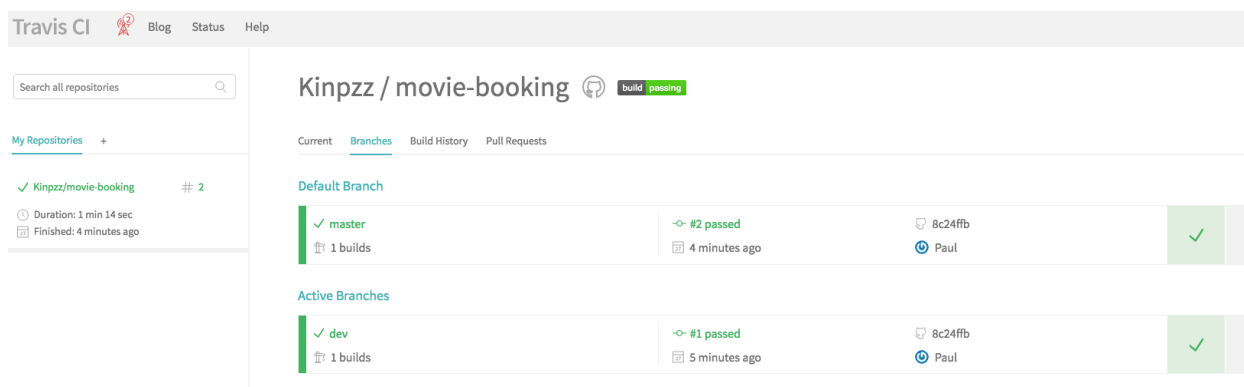 Travis CI 2 Blog Status Help
Search all repositories
My Repositories +
Kinpzz/movie-booking # 2
Duration: 1 min 14 sec
Finished: 4 minutes ago
Kinpzz / movie-booking build passing
Current Branches Build History Pull Requests
Default Branch
master #2 passed 8c24ffb
1 builds 4 minutes ago Paul
Active Branches
dev #1 passed 8c24ffb
1 builds 5 minutes ago Paul